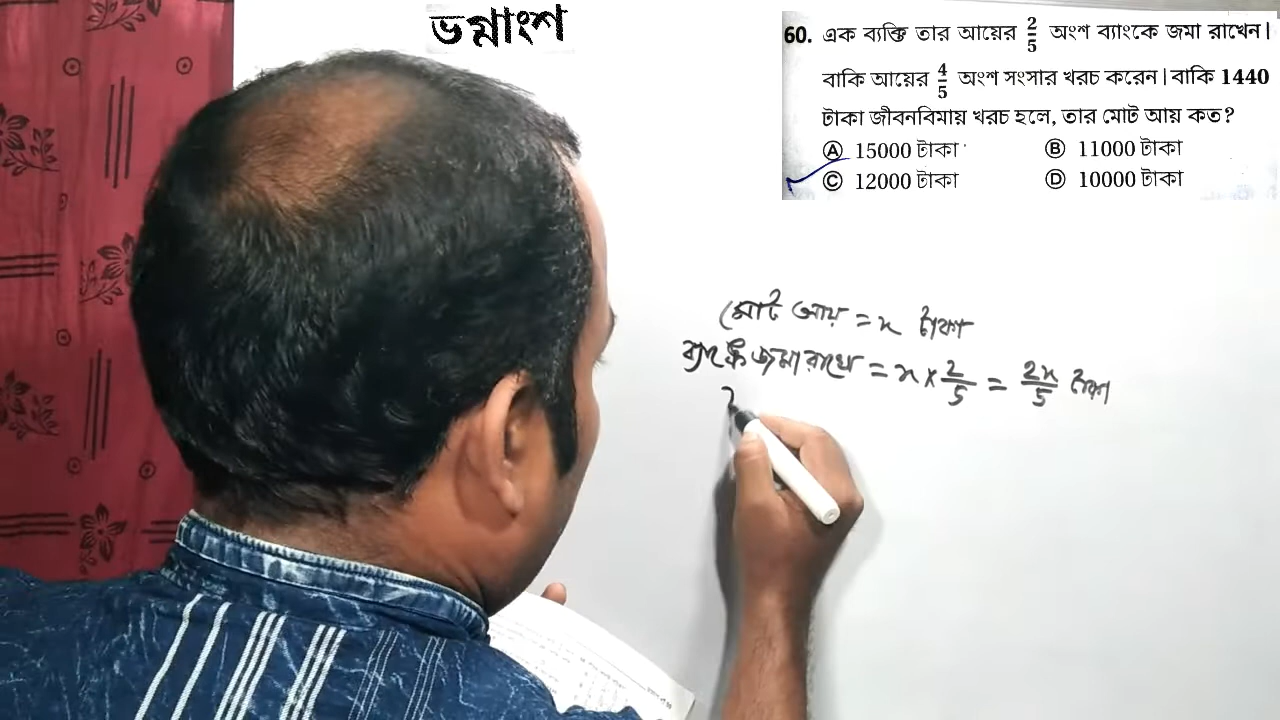 ভগ্নাংশ
60. এক ব্যক্তি তার আয়ের 2/5 অংশ ব্যাংকে জমা রাখেন।
বাকি আয়ের 4/5 অংশ সংসার খরচ করেন। বাকি 1440
টাকা জীবনবিমায় খরচ হলে, তার মোট আয় কত?
Ⓐ 15000 টাকা Ⓑ 11000 টাকা
Ⓒ 12000 টাকা Ⓓ 10000 টাকা
মোট আয় = x টাকা
ব্যাংকে জমা রাখে = x × 2/5 = 2x/5 টাকা